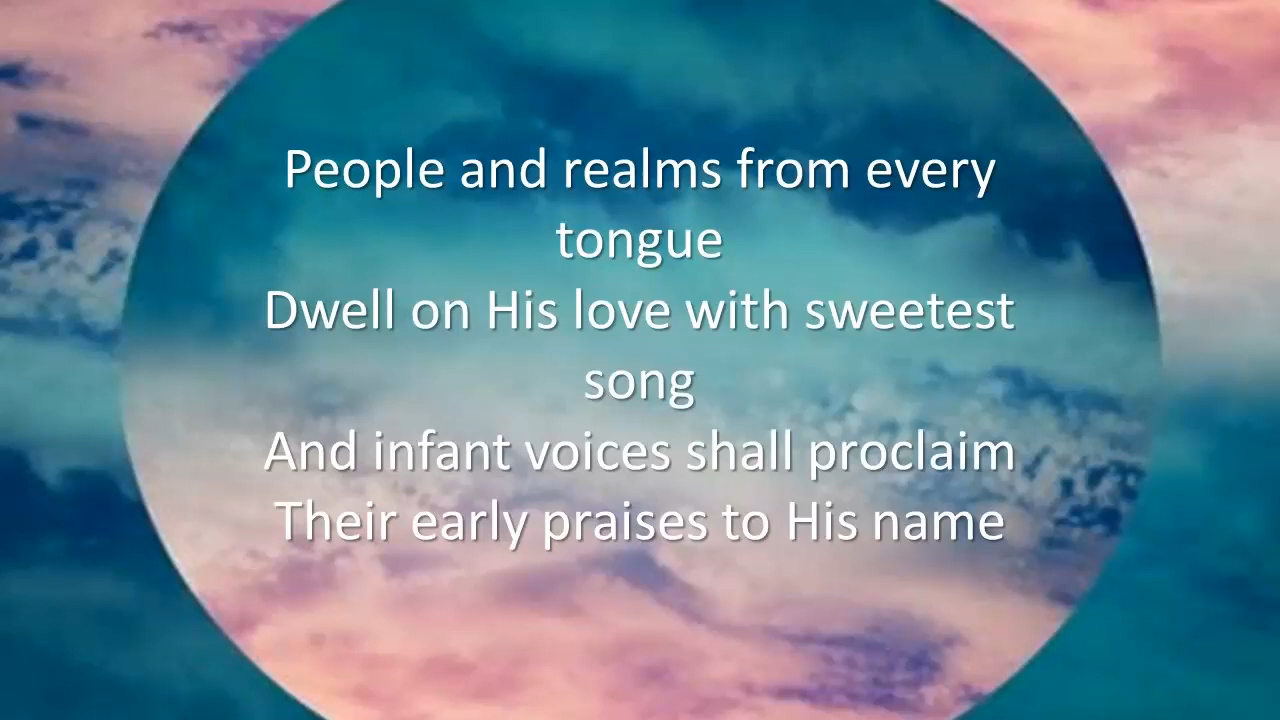 People and realms from every
tongue
Dwell on His love with sweetest
song
And infant voices shall proclaim
Their early praises to His name